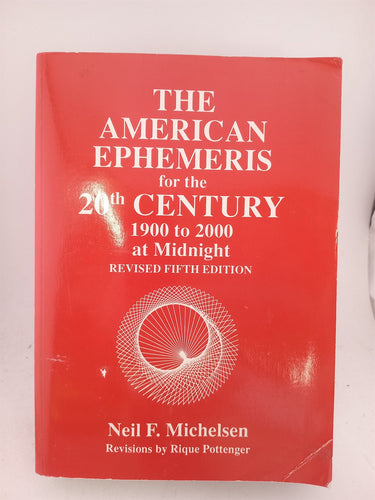 THE
AMERICAN
EPHEMERIS
for the
20th CENTURY
1900 to 2000
at Midnight
REVISED FIFTH EDITION
Neil F. Michelsen
Revisions by Rique Pottenger